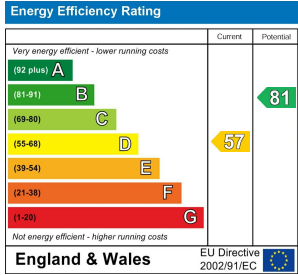 Energy Efficiency Rating
Current Potential
Very energy efficient - lower running costs
(92 plus) A
(81-91) B
81
(69-80) C
(55-68) D
57
(39-54) E
(21-38) F
(1-20) G
Not energy efficient - higher running costs
England & Wales
EU Directive
2002/91/EC